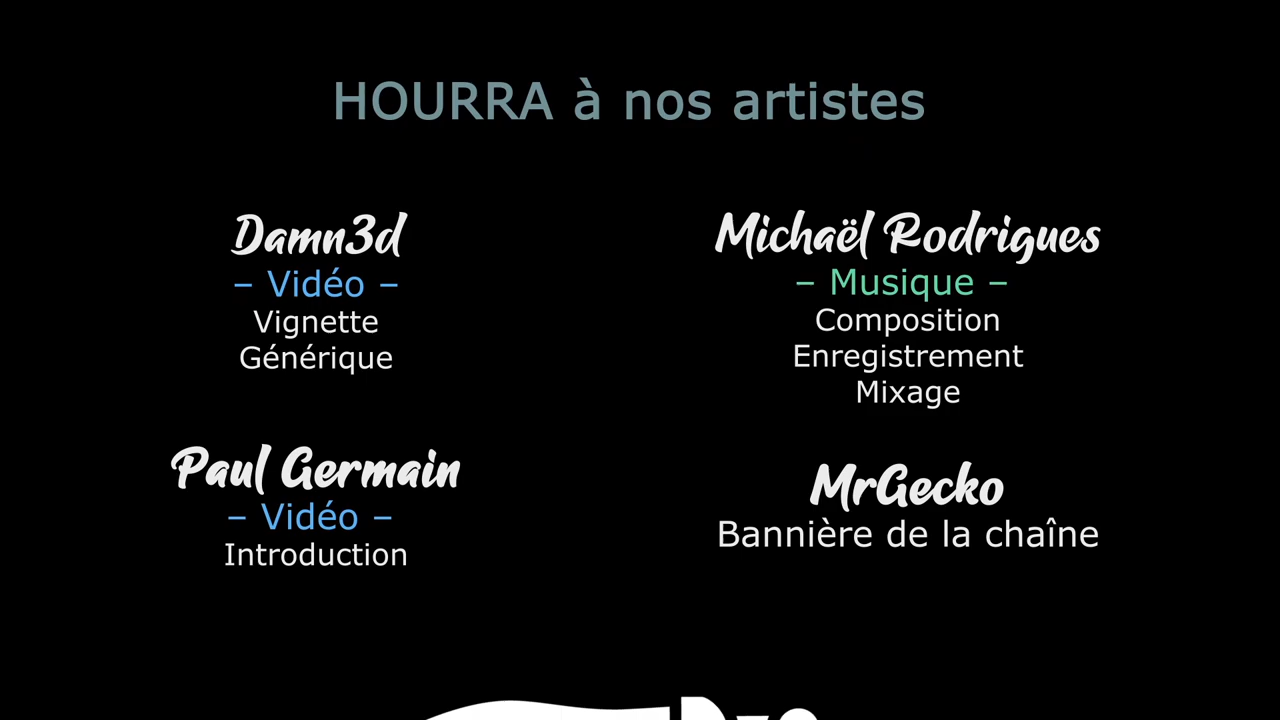 HOURRA à nos artistes
Damn3d
– Vidéo –
Vignette
Générique
Michaël Rodrigues
– Musique –
Composition
Enregistrement
Mixage
Paul Germain
– Vidéo –
Introduction
MrGecko
Bannière de la chaîne